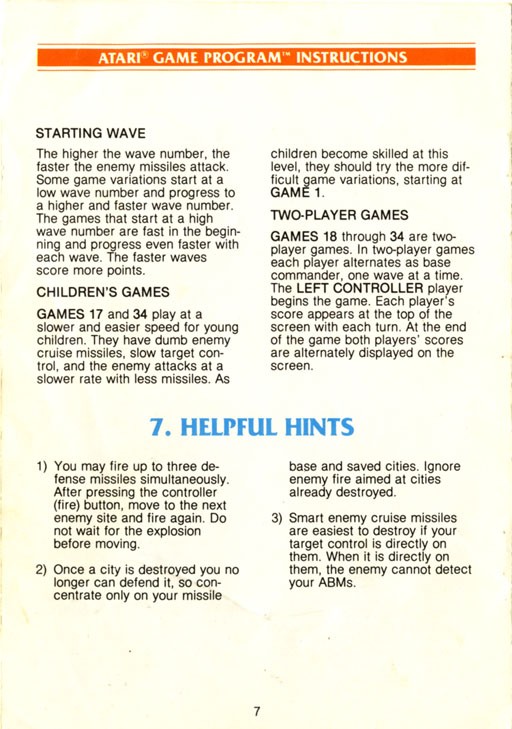 ATARI® GAME PROGRAM™ INSTRUCTIONS
STARTING WAVE
The higher the wave number, the
faster the enemy missiles attack.
Some game variations start at a
low wave number and progress to
a higher and faster wave number.
The games that start at a high
wave number are fast in the begin-
ning and progress even faster with
each wave. The faster waves
score more points.
CHILDREN'S GAMES
GAMES 17 and 34 play at a
slower and easier speed for young
children. They have dumb enemy
cruise missiles, slow target con-
trol, and the enemy attacks at a
slower rate with less missiles. As
children become skilled at this
level, they should try the more dif-
ficult game variations, starting at
GAME 1.
TWO-PLAYER GAMES
GAMES 18 through 34 are two-
player games. In two-player games
each player alternates as base
commander, one wave at a time.
The LEFT CONTROLLER player
begins the game. Each player's
score appears at the top of the
screen with each turn. At the end
of the game both players' scores
are alternately displayed on the
screen.
7. HELPFUL HINTS
1) You may fire up to three de-
fense missiles simultaneously.
After pressing the controller
(fire) button, move to the next
enemy site and fire again. Do
not wait for the explosion
before moving.
2) Once a city is destroyed you no
longer can defend it, so con-
centrate only on your missile
base and saved cities. Ignore
enemy fire aimed at cities
already destroyed.
3) Smart enemy cruise missiles
are easiest to destroy if your
target control is directly on
them. When it is directly on
them, the enemy cannot detect
your ABMs.
7